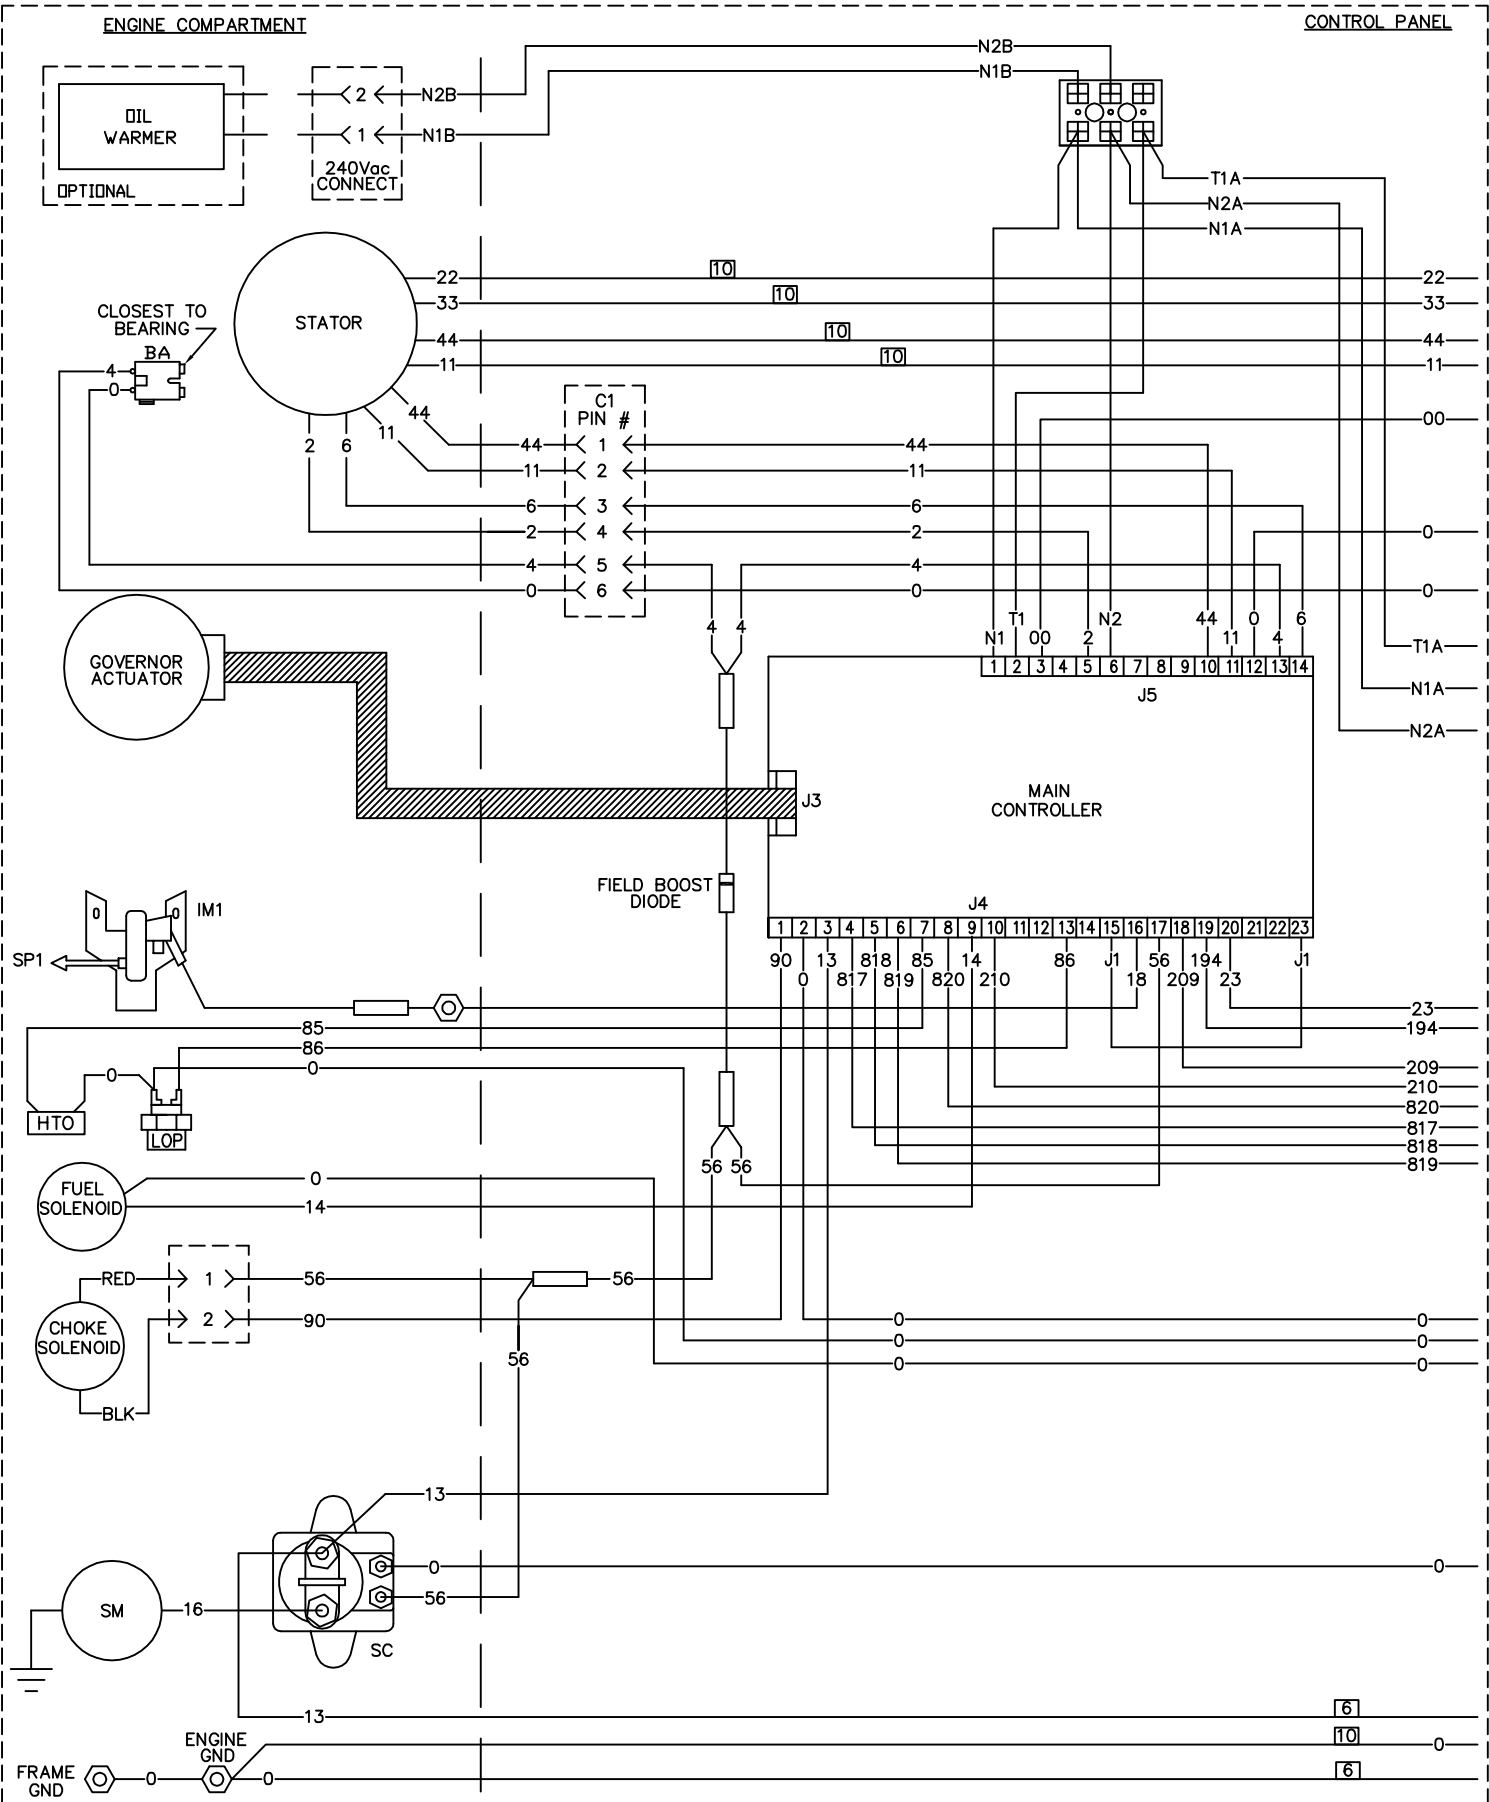 ENGINE COMPARTMENT
CONTROL PANEL
N2B
N1B
OIL
WARMER
OPTIONAL
2
N2B
1
N1B
240Vac
CONNECT
T1A
N2A
N1A
22
10
22
33
10
33
STATOR
44
10
44
11
10
11
CLOSEST TO
BEARING
BA
4
0
C1
PIN #
00
2
6
11
44
44
1
44
11
2
11
6
3
6
2
4
2
0
4
5
4
0
6
0
0
4
4
N1
T1
00
2
N2
44
11
0
4
6
T1A
N1A
N2A
1 2 3 4 5 6 7 8 9 10 11 12 13 14
J5
GOVERNOR
ACTUATOR
J3
MAIN
CONTROLLER
FIELD BOOST
DIODE
J4
1 2 3 4 5 6 7 8 9 10 11 12 13 14 15 16 17 18 19 20 21 22 23
90
0
13
817
818
819
85
820
14
210
86
J1
18
56
209
194
23
J1
IM1
SP1
23
194
85
86
0
0
HTO
LOP
209
210
820
817
818
819
56
56
FUEL
SOLENOID
0
14
RED
1
56
56
2
90
CHOKE
SOLENOID
BLK
56
0
0
0
0
0
0
13
0
0
56
SM
16
SC
13
6
10
0
ENGINE
GND
FRAME
GND
0
0
6